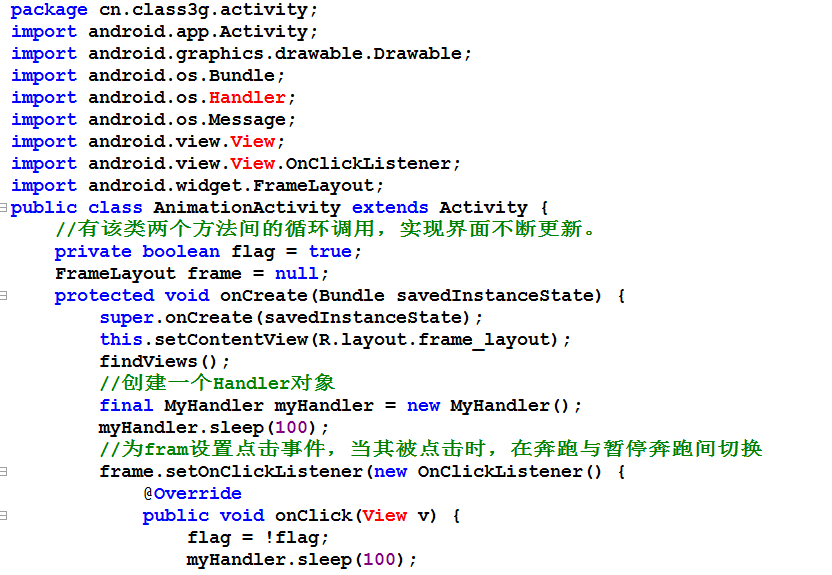 package cn.class3g.activity;
import android.app.Activity;
import android.graphics.drawable.Drawable;
import android.os.Bundle;
import android.os.Handler;
import android.os.Message;
import android.view.View;
import android.view.View.OnClickListener;
import android.widget.FrameLayout;
public class AnimationActivity extends Activity {
    //有该类两个方法间的循环调用，实现界面不断更新。
    private boolean flag = true;
    FrameLayout frame = null;
    protected void onCreate(Bundle savedInstanceState) {
        super.onCreate(savedInstanceState);
        this.setContentView(R.layout.frame_layout);
        findViews();
        //创建一个Handler对象
        final MyHandler myHandler = new MyHandler();
        myHandler.sleep(100);
        //为fram设置点击事件，当其被点击时，在奔跑与暂停奔跑间切换
        frame.setOnClickListener(new OnClickListener() {
            @Override
            public void onClick(View v) {
                flag = !flag;
                myHandler.sleep(100);